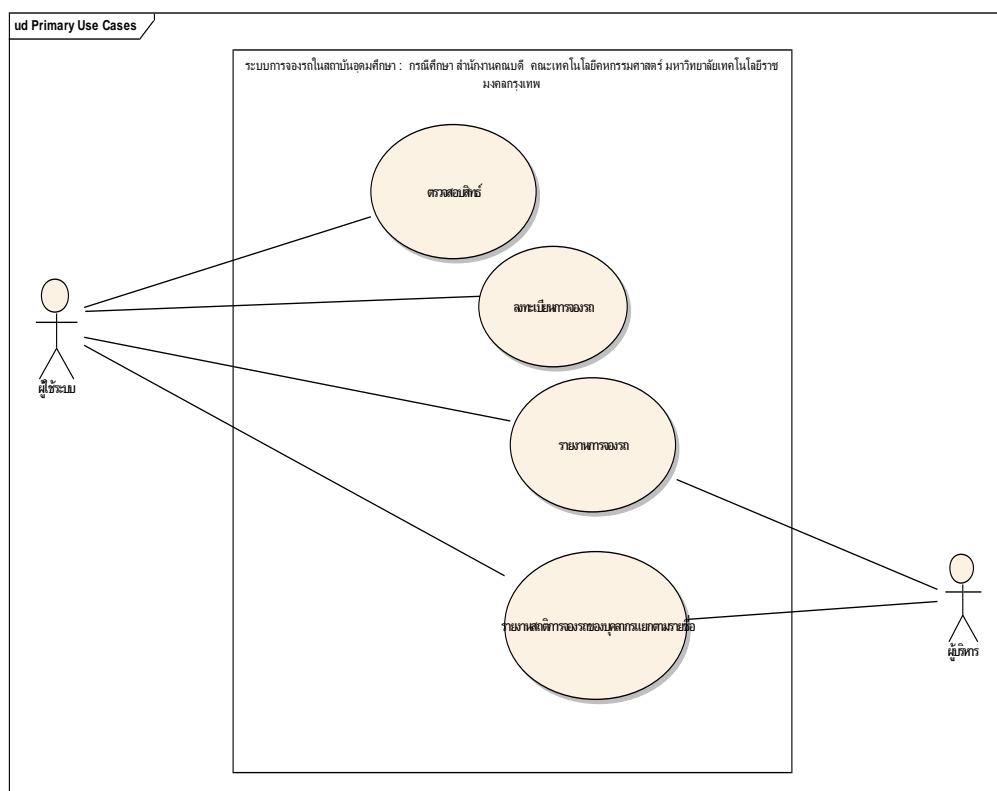 ud Primary Use Cases
ระบบการจองรถในสถาบันอุดมศึกษา : กรณีศึกษา สำนักงานคณบดี คณะเทคโนโลยีคหกรรมศาสตร์ มหาวิทยาลัยเทคโนโลยีราช
มงคลกรุงเทพ
ตรวจสอบสิทธ์
ลงทะเบียนการจองรถ
ผู้ใช้ระบบ
รายงานการจองรถ
รายงานสถิติการจองรถของบุคลากรแยกตามรายชื่อ
ผู้บริหาร